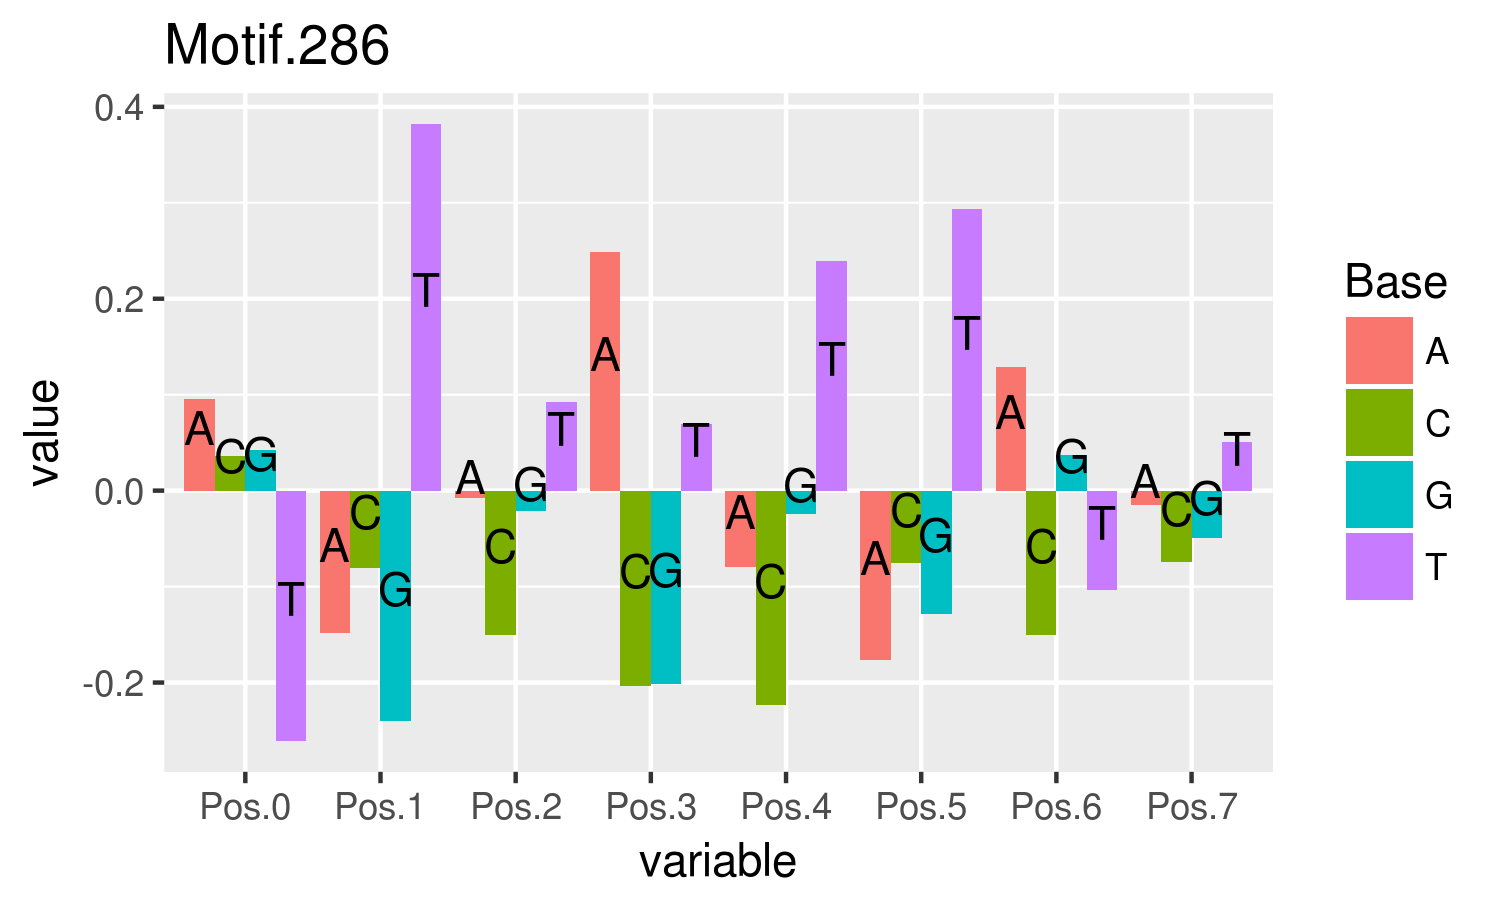 Motif.286
0.4
0.2
0.0
-0.2
value
A C G T A C G T A C G T A C G T A C G T A C G T A C G T A C G T
Pos.0 Pos.1 Pos.2 Pos.3 Pos.4 Pos.5 Pos.6 Pos.7
variable
Base
A
C
G
T